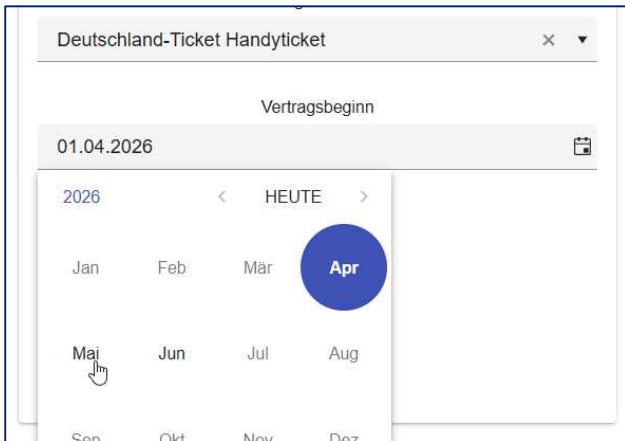 Deutschland-Ticket Handyticket
Vertragsbeginn
01.04.2026
2026 HEUTE
Jan Feb Mär Apr
Mai Jun Jul Aug
Sep Okt Nov Dez